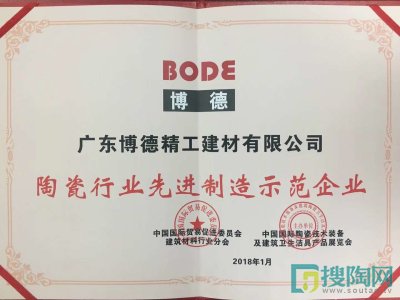 BODE
博德
广东博德精工建材有限公司
陶瓷行业先进制造示范企业
中国国际贸易促进委员会
建筑材料行业分会
中国国际陶瓷技术装备
及建筑卫生洁具产品展览会
2018年1月
搜陶网
www.soutao.tv